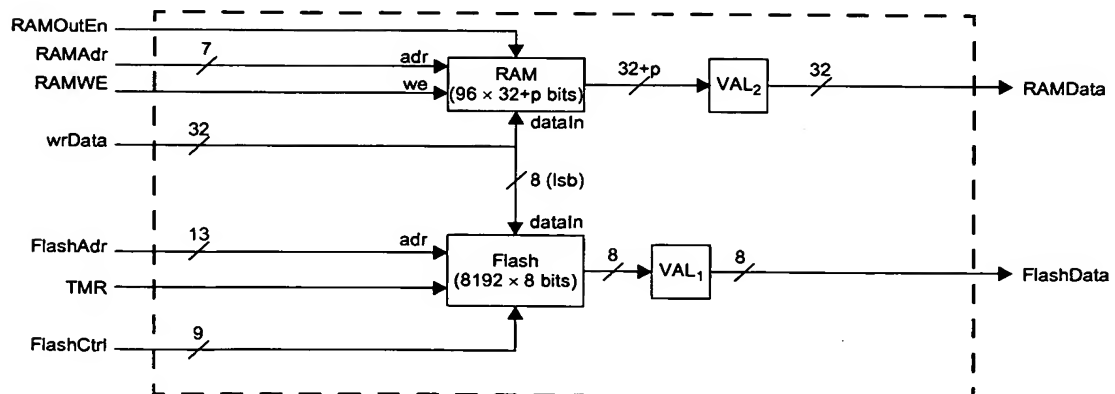 RAMOutEn
RAMAdr
7
adr
RAMWE
we
RAM
(96 × 32+p bits)
32+p
VAL2
32
RAMData
dataIn
wrData
32
8 (lsb)
dataIn
FlashAdr
13
adr
Flash
(8192 × 8 bits)
8
VAL1
8
FlashData
TMR
FlashCtrl
9